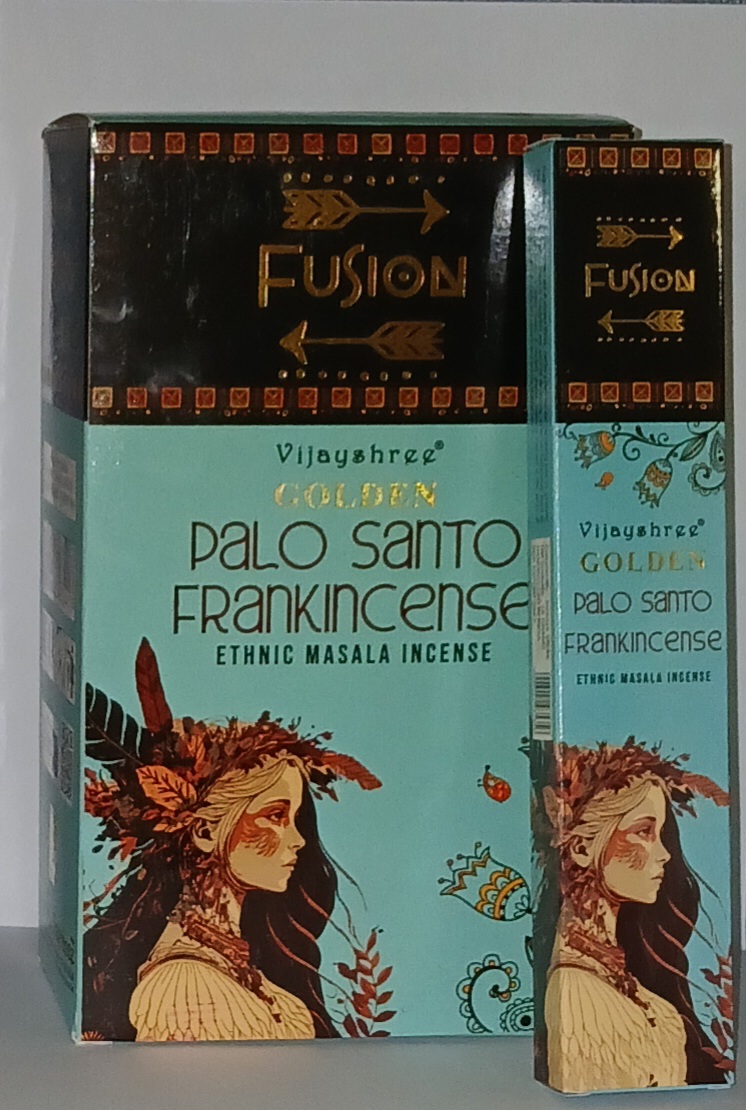 FUSION
Vijayshree®
GOLDEN
PALO SANTO
FRANKINCENSE
ETHNIC MASALA INCENSE
FUSION
Vijayshree®
GOLDEN
PALO SANTO
FRANKINCENSE
ETHNIC MASALA INCENSE